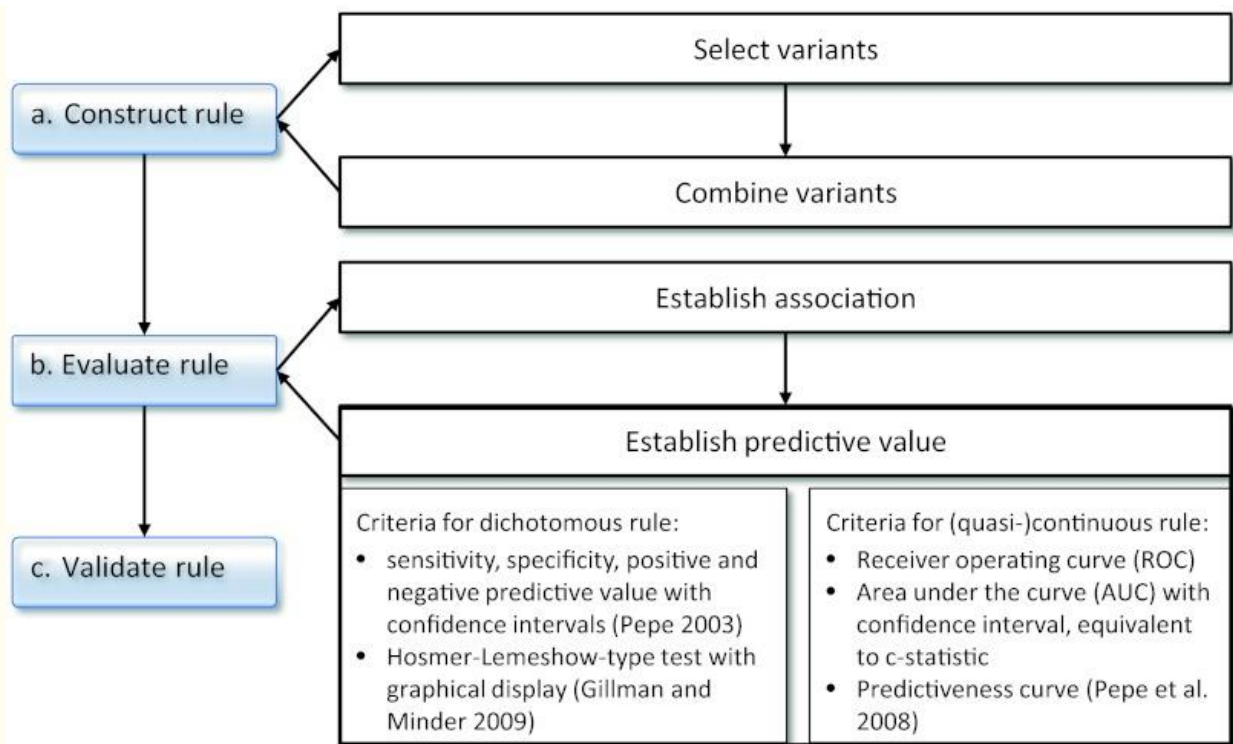 a. Construct rule
Select variants
Combine variants
b. Evaluate rule
Establish association
Establish predictive value
Criteria for dichotomous rule:
• sensitivity, specificity, positive and
negative predictive value with
confidence intervals (Pepe 2003)
• Hosmer-Lemeshow-type test with
graphical display (Gillman and
Minder 2009)
Criteria for (quasi-)continuous rule:
• Receiver operating curve (ROC)
• Area under the curve (AUC) with
confidence interval, equivalent
to c-statistic
• Predictiveness curve (Pepe et al.
2008)
c. Validate rule